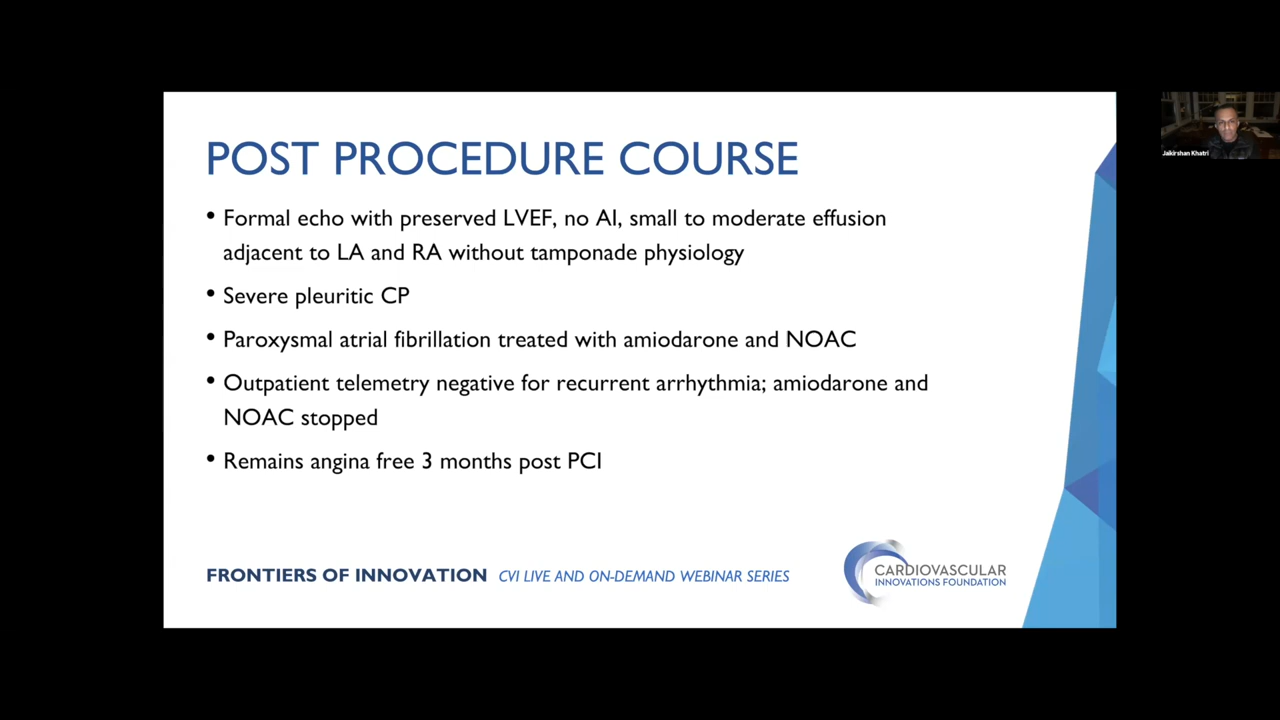 POST PROCEDURE COURSE
• Formal echo with preserved LVEF, no AI, small to moderate effusion
adjacent to LA and RA without tamponade physiology
• Severe pleuritic CP
• Paroxysmal atrial fibrillation treated with amiodarone and NOAC
• Outpatient telemetry negative for recurrent arrhythmia; amiodarone and
NOAC stopped
• Remains angina free 3 months post PCI
FRONTIERS OF INNOVATION CVI LIVE AND ON-DEMAND WEBINAR SERIES
CARDIOVASCULAR
INNOVATIONS FOUNDATION
Jaikirshan Khatri